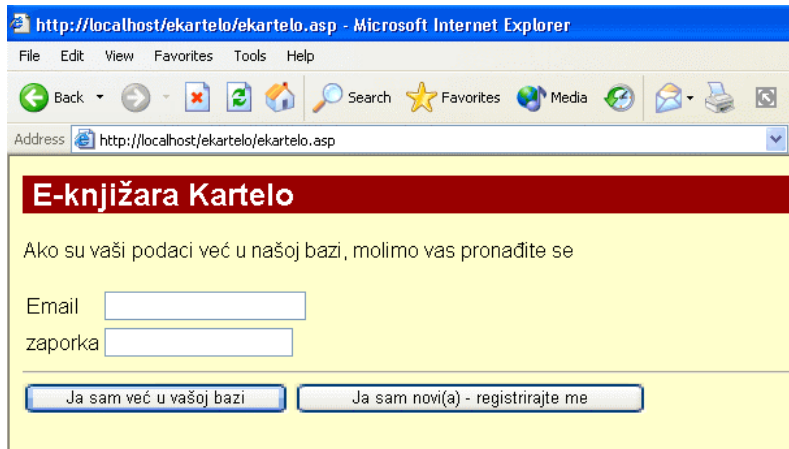 http://localhost/ekartelo/ekartelo.asp - Microsoft Internet Explorer
File Edit View Favorites Tools Help
Back Search Favorites Media
Address http://localhost/ekartelo/ekartelo.asp
E-knjižara Kartelo
Ako su vaši podaci već u našoj bazi, molimo vas pronađite se
Email
zaporka
Ja sam već u vašoj bazi Ja sam novi(a) - registrirajte me